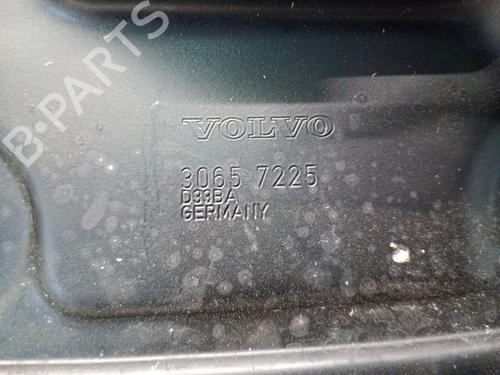 B-PARTS
VOLVO
3065 7225
D33BA
GERMANY